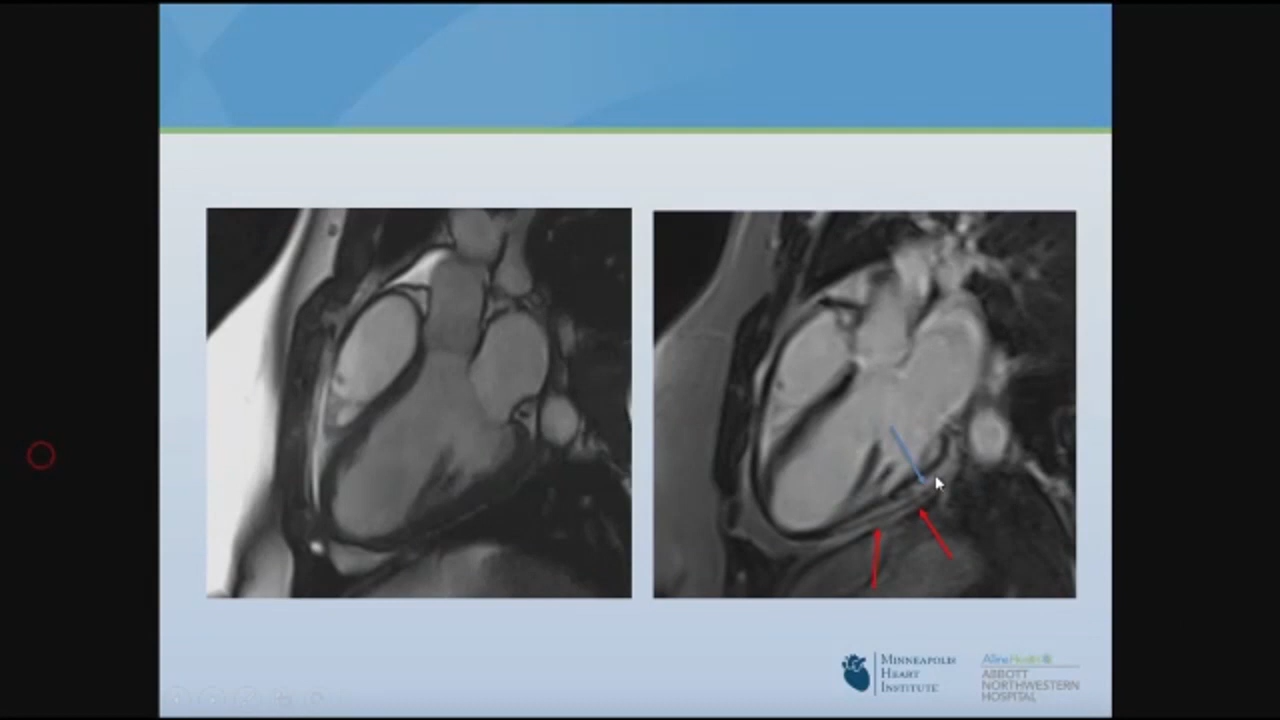 MINNEAPOLIS
HEART
INSTITUTE
Allina Health
ABBOTT
NORTHWESTERN
HOSPITAL